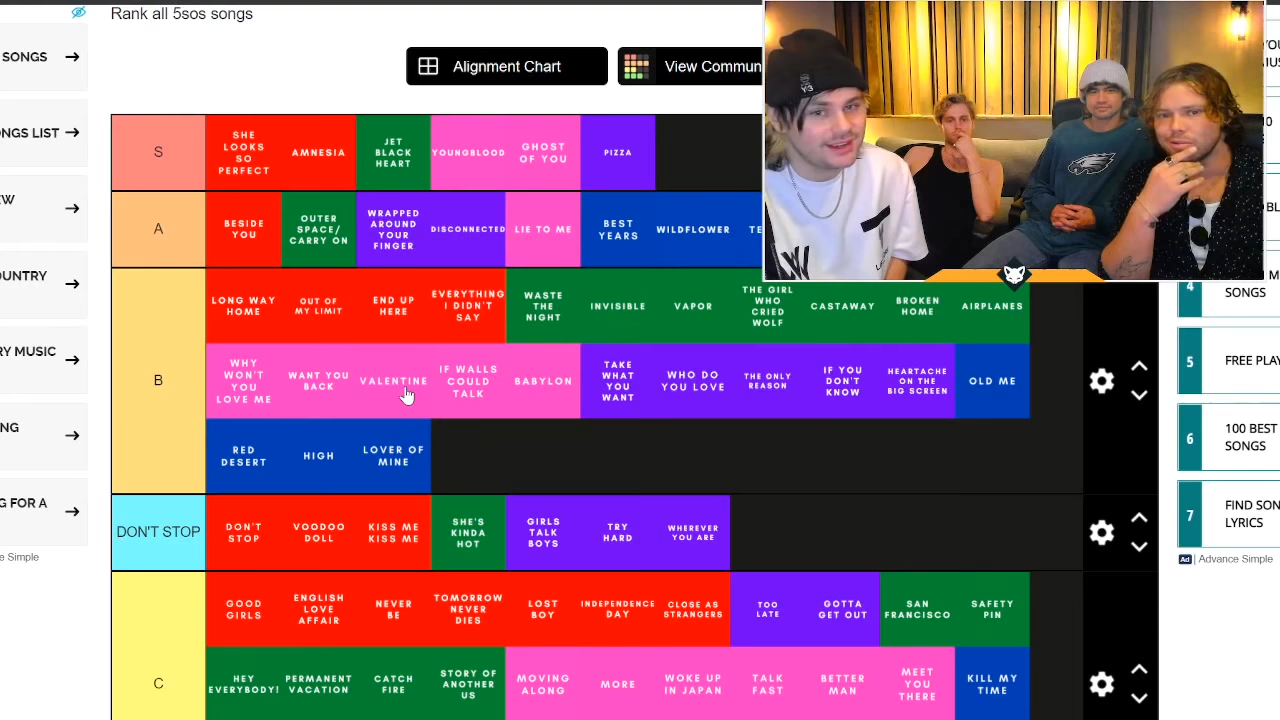 Rank all 5sos songs
SONGS
NGS LIST
EW
OUNTRY
RY MUSIC
NG
NG FOR A
e Simple
Alignment Chart
View Commun
S
SHE
LOOKS
SO
PERFECT
AMNESIA
JET
BLACK
HEART
YOUNGBLOOD
GHOST
OF YOU
PIZZA
A
BESIDE
YOU
OUTER
SPACE/
CARRY ON
WRAPPED
AROUND
YOUR
FINGER
DISCONNECTED
LIE TO ME
BEST
YEARS
WILDFLOWER
TE
B
LONG WAY
HOME
OUT OF
MY LIMIT
END UP
HERE
EVERYTHING
I DIDN'T
SAY
WASTE
THE
NIGHT
INVISIBLE
VAPOR
THE GIRL
WHO
CRIED
WOLF
CASTAWAY
BROKEN
HOME
AIRPLANES
WHY
WON'T
YOU
LOVE ME
WANT YOU
BACK
VALENTINE
IF WALLS
COULD
TALK
BABYLON
TAKE
WHAT
YOU
WANT
WHO DO
YOU LOVE
THE ONLY
REASON
IF YOU
DON'T
KNOW
HEARTACHE
ON THE
BIG SCREEN
OLD ME
RED
DESERT
HIGH
LOVER OF
MINE
DON'T STOP
DON'T
STOP
VOODOO
DOLL
KISS ME
KISS ME
SHE'S
KINDA
HOT
GIRLS
TALK
BOYS
TRY
HARD
WHEREVER
YOU ARE
C
GOOD
GIRLS
ENGLISH
LOVE
AFFAIR
NEVER
BE
TOMORROW
NEVER
DIES
LOST
BOY
INDEPENDENCE
DAY
CLOSE AS
STRANGERS
TOO
LATE
GOTTA
GET OUT
SAN
FRANCISCO
SAFETY
PIN
HEY
EVERYBODY!
PERMANENT
VACATION
CATCH
FIRE
STORY OF
ANOTHER
US
MOVING
ALONG
MORE
WOKE UP
IN JAPAN
TALK
FAST
BETTER
MAN
MEET
YOU
THERE
KILL MY
TIME
Y-3
4
SONGS
5
FREE PLAY
6
100 BEST
SONGS
7
FIND SON
LYRICS
Ad
Advance Simple